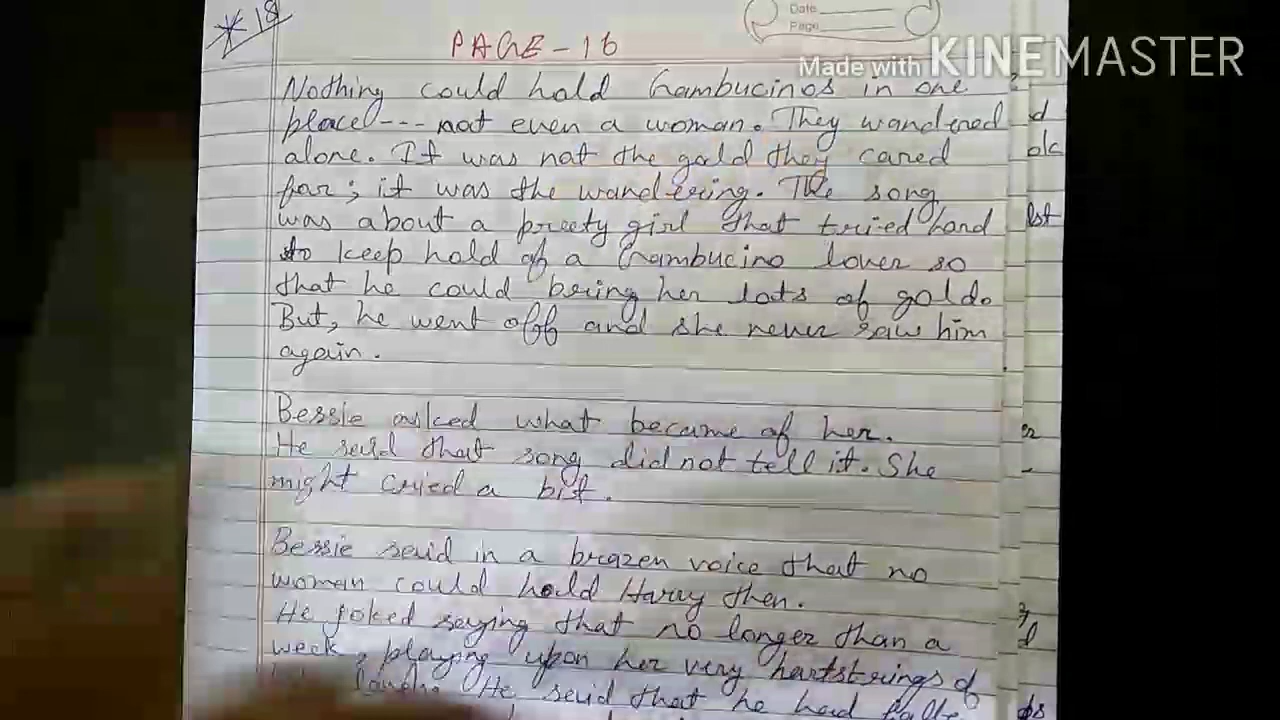 * 18
Date
Page
PAGE - 16
Made with KINEMASTER
Nothing could hold Gambucinos in one
place --- not even a woman. They wandered
alone. It was not the gold they cared
for; it was the wandering. The song
was about a preety girl that tried hard
to keep hold of a Gambucino lover so
that he could bring her lots of gold.
But, he went off and she never saw him
again.
Bessie asked what became of her.
He said that song did not tell it. She
might cried a bit.
Bessie said in a brazen voice that no
woman could hold Harry then.
He joked saying that no longer than a
week, playing upon her very hartstrings of
He said that he had